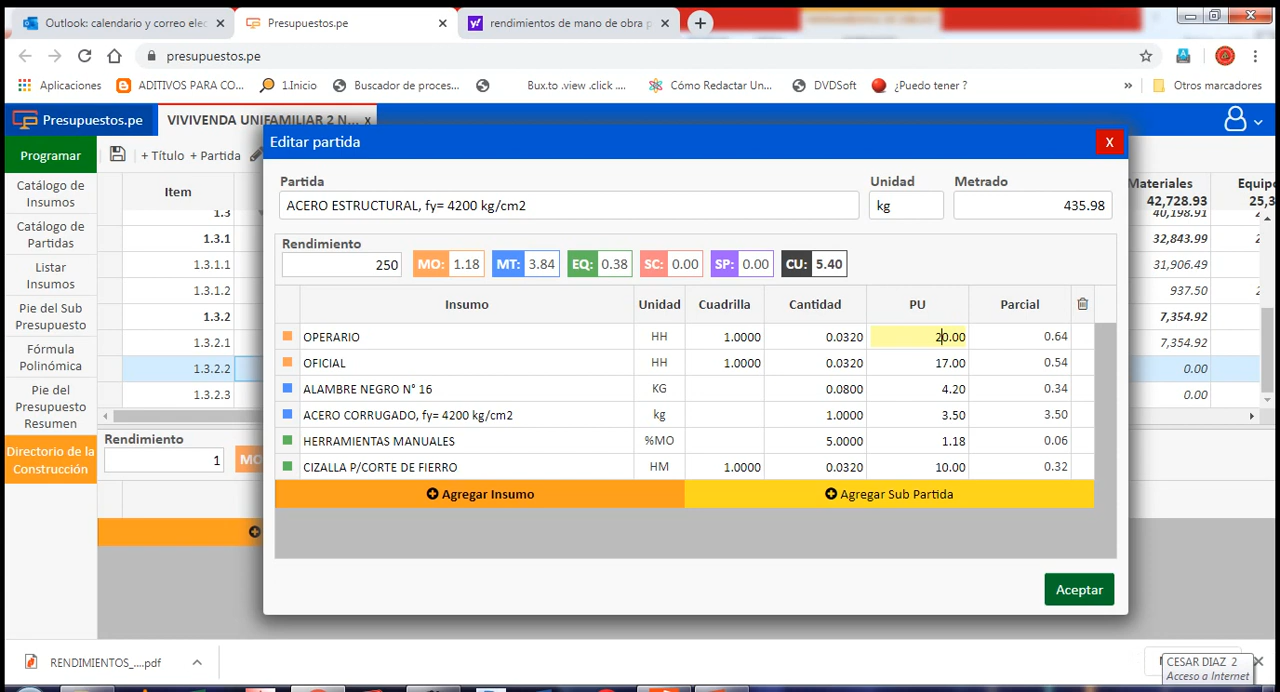 Outlook: calendario y correo elec
Presupuestos.pe
rendimientos de mano de obra p
presupuestos.pe
Aplicaciones
ADITIVOS PARA CO...
1.Inicio
Buscador de proces...
Bux.to .view .click ....
Cómo Redactar Un...
DVDSoft
¿Puedo tener ?
»
Otros marcadores
Presupuestos.pe
VIVIVENDA UNIFAMILIAR 2 N... x
Programar
+ Título + Partida
Catálogo de Insumos
Catálogo de Partidas
Listar Insumos
Pie del Sub Presupuesto
Fórmula Polinómica
Pie del Presupuesto Resumen
Directorio de la Construcción
Item
1.3
1.3.1
1.3.1.1
1.3.1.2
1.3.2
1.3.2.1
1.3.2.2
1.3.2.3
Rendimiento
1
MO
Editar partida
X
Partida Unidad Metrado
ACERO ESTRUCTURAL, fy= 4200 kg/cm2 kg 435.98
Rendimiento
250 MO: 1.18 MT: 3.84 EQ: 0.38 SC: 0.00 SP: 0.00 CU: 5.40
Insumo Unidad Cuadrilla Cantidad PU Parcial
OPERARIO HH 1.0000 0.0320 20.00 0.64
OFICIAL HH 1.0000 0.0320 17.00 0.54
ALAMBRE NEGRO N° 16 KG 0.0800 4.20 0.34
ACERO CORRUGADO, fy= 4200 kg/cm2 kg 1.0000 3.50 3.50
HERRAMIENTAS MANUALES %MO 5.0000 1.18 0.06
CIZALLA P/CORTE DE FIERRO HM 1.0000 0.0320 10.00 0.32
Agregar Insumo Agregar Sub Partida
Aceptar
Materiales Equipo
42,728.93 25,3
40,198.91
32,843.99 2
31,906.49 2
937.50
7,354.92
7,354.92
0.00
0.00
RENDIMIENTOS_....pdf
CESAR DIAZ 2
Acceso a Internet